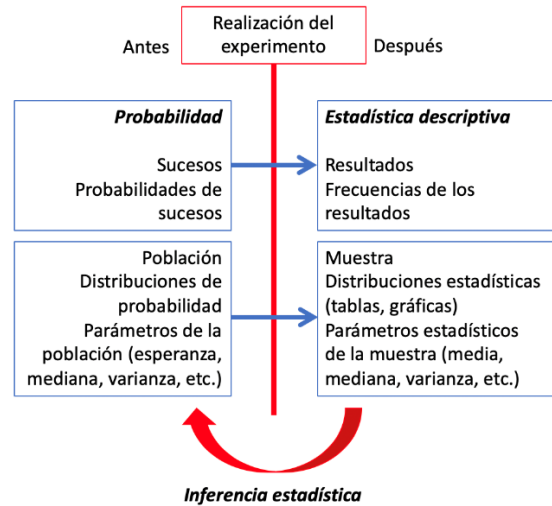 Realización del
experimento
Antes
Después
Probabilidad
Sucesos
Probabilidades de
sucesos
Estadística descriptiva
Resultados
Frecuencias de los
resultados
Población
Distribuciones de
probabilidad
Parámetros de la
población (esperanza,
mediana, varianza, etc.)
Muestra
Distribuciones estadísticas
(tablas, gráficas)
Parámetros estadísticos
de la muestra (media,
mediana, varianza, etc.)
Inferencia estadística